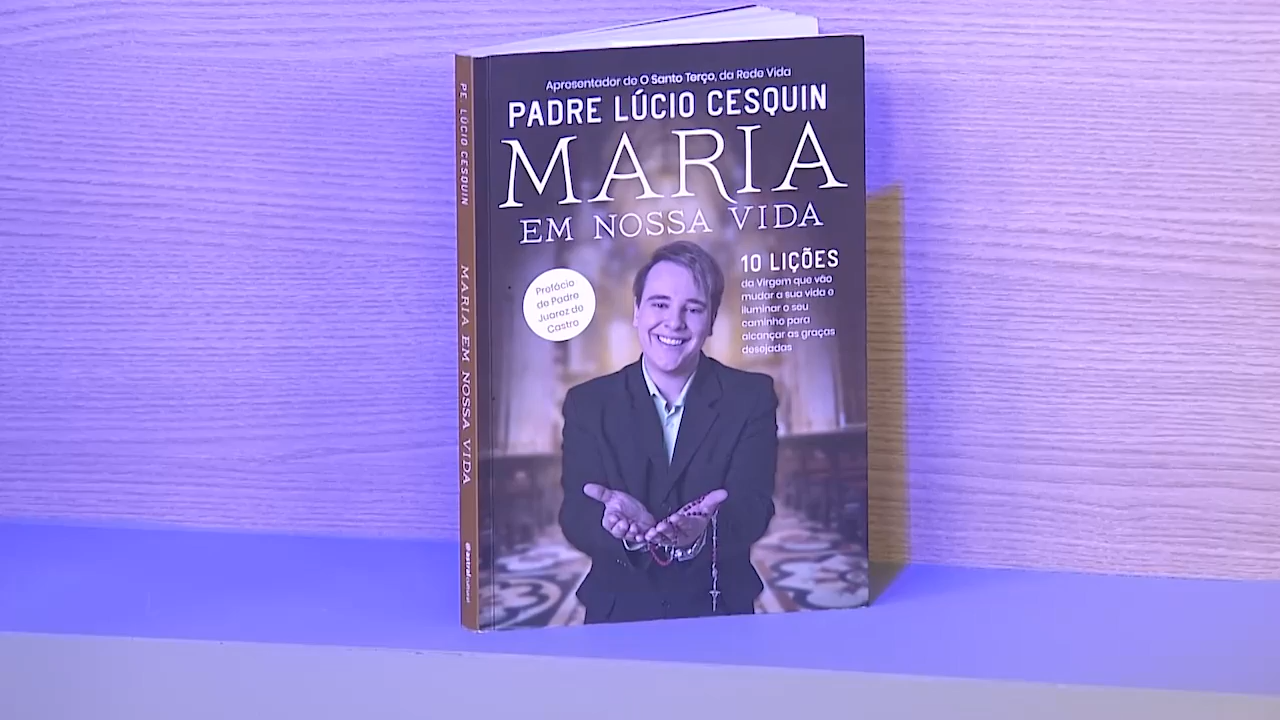 Apresentador de O Santo Terço, da Rede Vida
PADRE LÚCIO CESQUIN
MARIA
EM NOSSA VIDA
10 LIÇÕES
da Virgem que vão
mudar a sua vida e
iluminar o seu
caminho para
alcançar as graças
desejadas
Prefácio
de Padre
Juarez de
Castro
PE. LÚCIO CESQUIN
MARIA EM NOSSA VIDA
@astralcultural